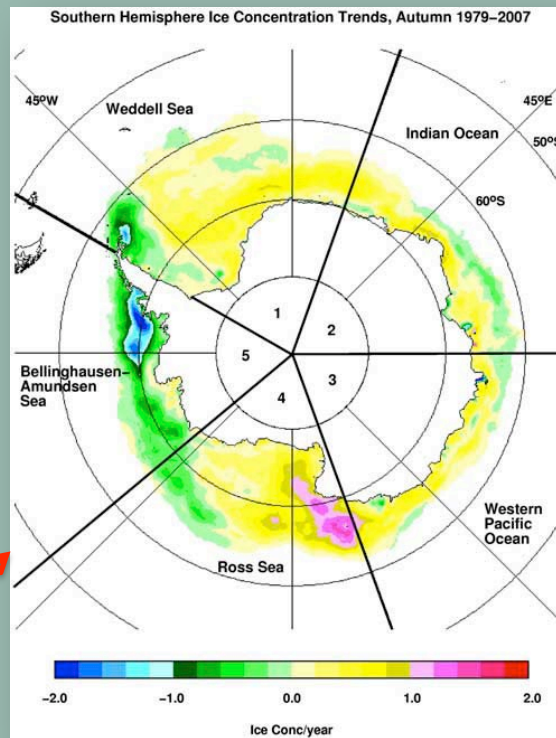 Southern Hemisphere Ice Concentration Trends, Autumn 1979–2007
45°W
Weddell Sea
45°E
Indian Ocean
50°S
60°S
1
2
5
3
4
Bellinghausen–
Amundsen
Sea
Western
Pacific
Ocean
Ross Sea
–2.0
–1.0
0.0
1.0
2.0
Ice Conc/year